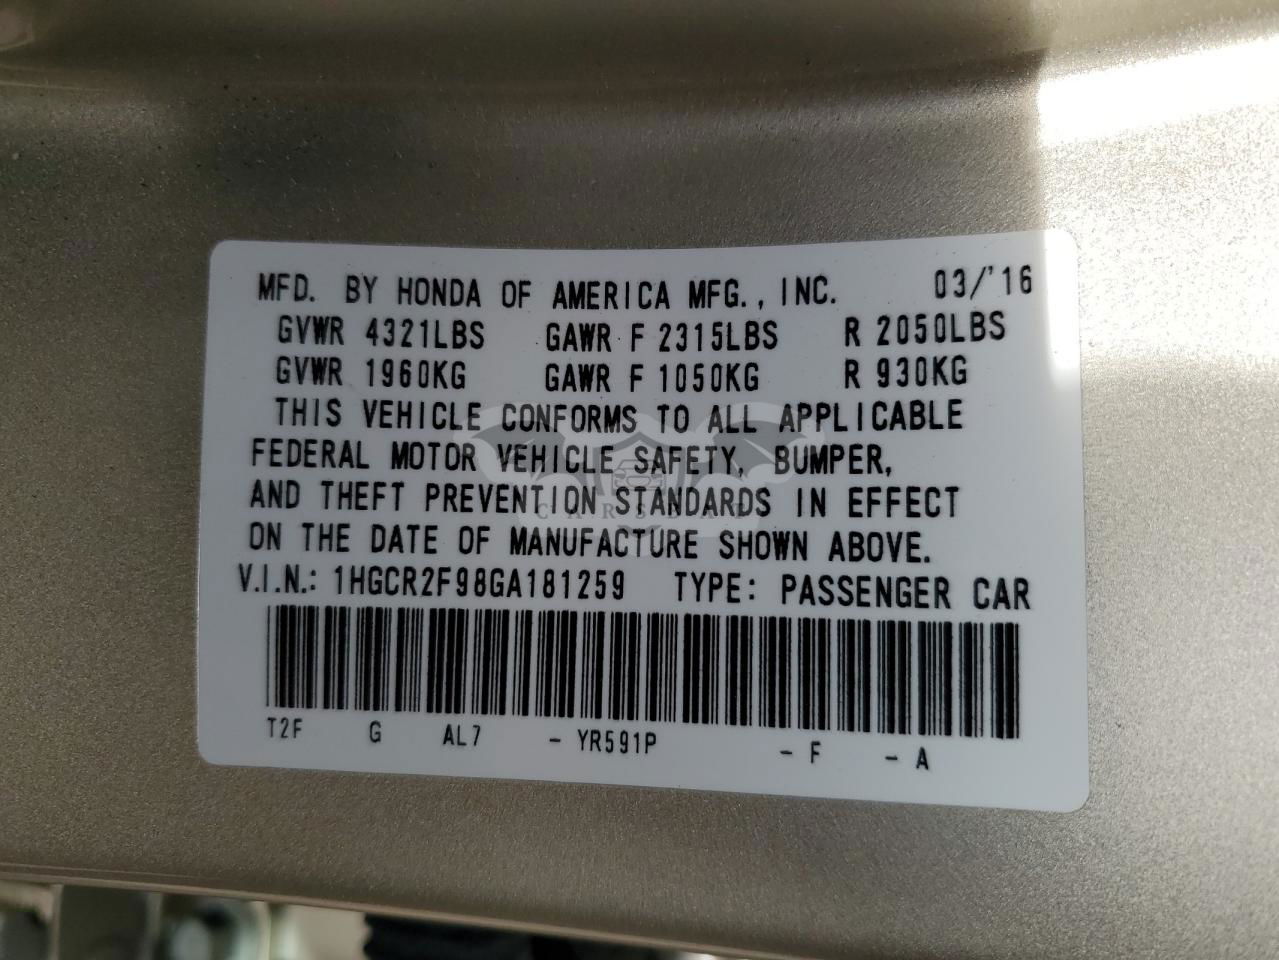 MFD. BY HONDA OF AMERICA MFG., INC. 03/'16
GVWR 4321LBS GAWR F 2315LBS R 2050LBS
GVWR 1960KG GAWR F 1050KG R 930KG
THIS VEHICLE CONFORMS TO ALL APPLICABLE
FEDERAL MOTOR VEHICLE SAFETY, BUMPER,
AND THEFT PREVENTION STANDARDS IN EFFECT
ON THE DATE OF MANUFACTURE SHOWN ABOVE.
V.I.N.: 1HGCR2F98GA181259 TYPE: PASSENGER CAR
T2F G AL7 - YR591P - F - A